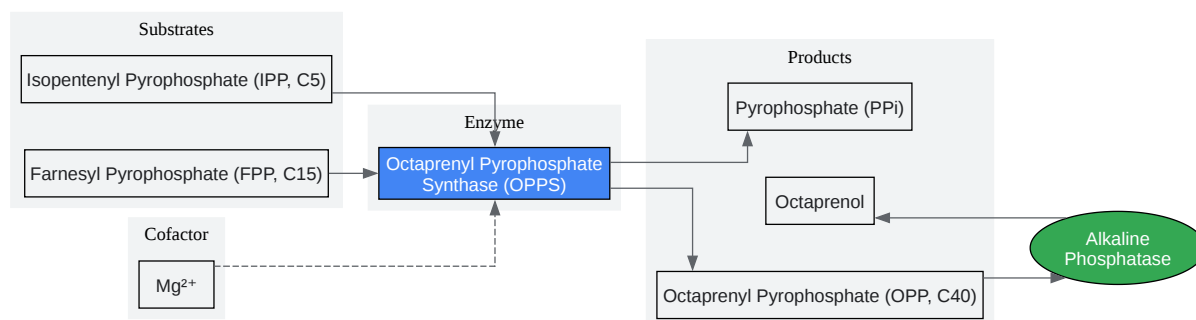 Substrates
Isopentenyl Pyrophosphate (IPP, C5)
Farnesyl Pyrophosphate (FPP, C15)
Cofactor
Mg²⁺
Enzyme
Octaprenyl Pyrophosphate
Synthase (OPPS)
Products
Pyrophosphate (PPi)
Octaprenol
Octaprenyl Pyrophosphate (OPP, C40)
Alkaline
Phosphatase